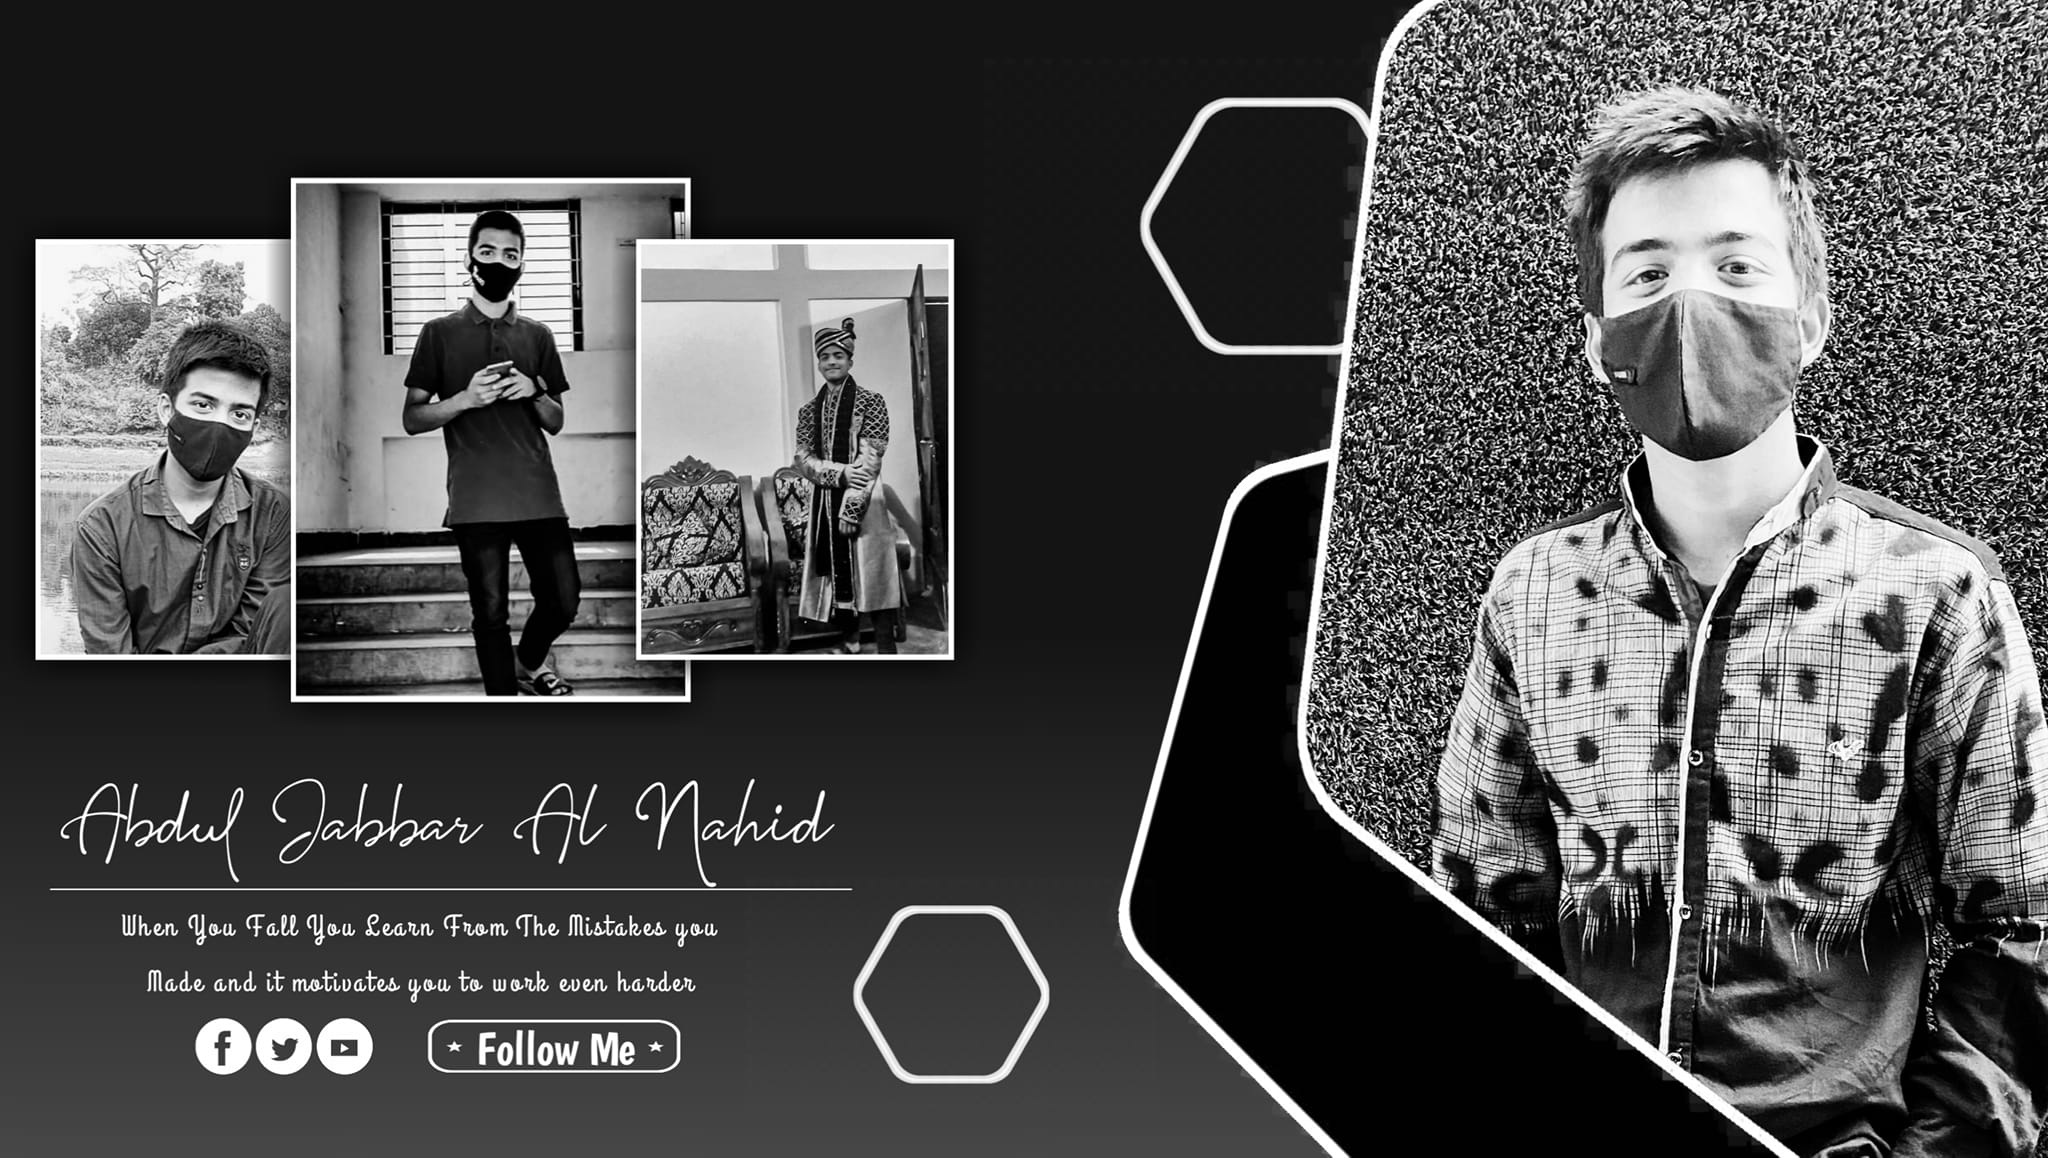 Abdul Jabbar Al Nahid
When You Fall You Learn From The Mistakes you
Made and it motivates you to work even harder
Follow Me